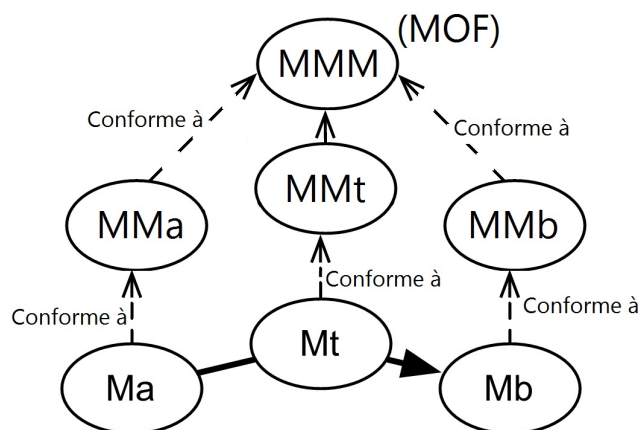 (MOF)
MMM
Conforme à
Conforme à
MMt
MMa
MMb
Conforme à
Conforme à
Conforme à
Mt
Ma
Mb